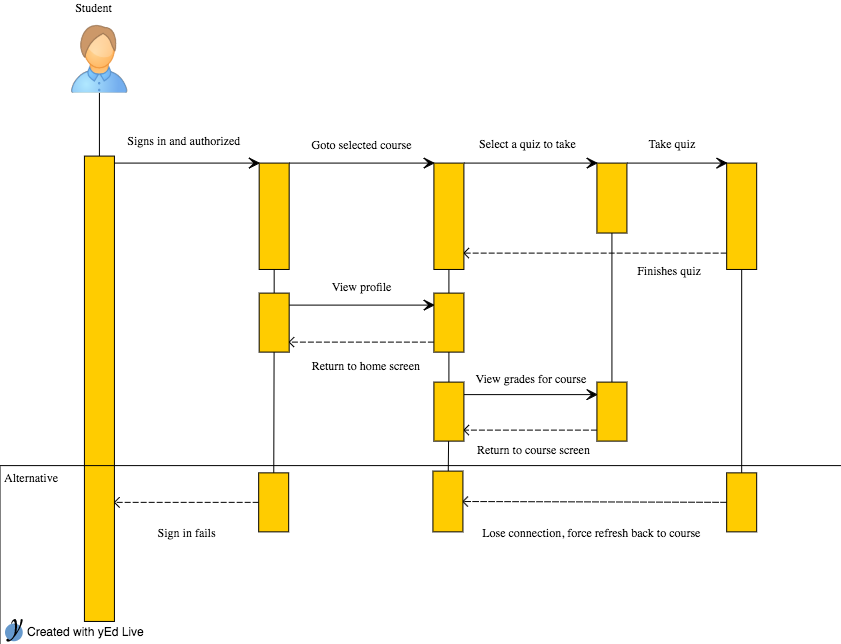 Student
Signs in and authorized
Goto selected course
Select a quiz to take
Take quiz
Finishes quiz
View profile
Return to home screen
View grades for course
Return to course screen
Alternative
Sign in fails
Lose connection, force refresh back to course
y Created with yEd Live